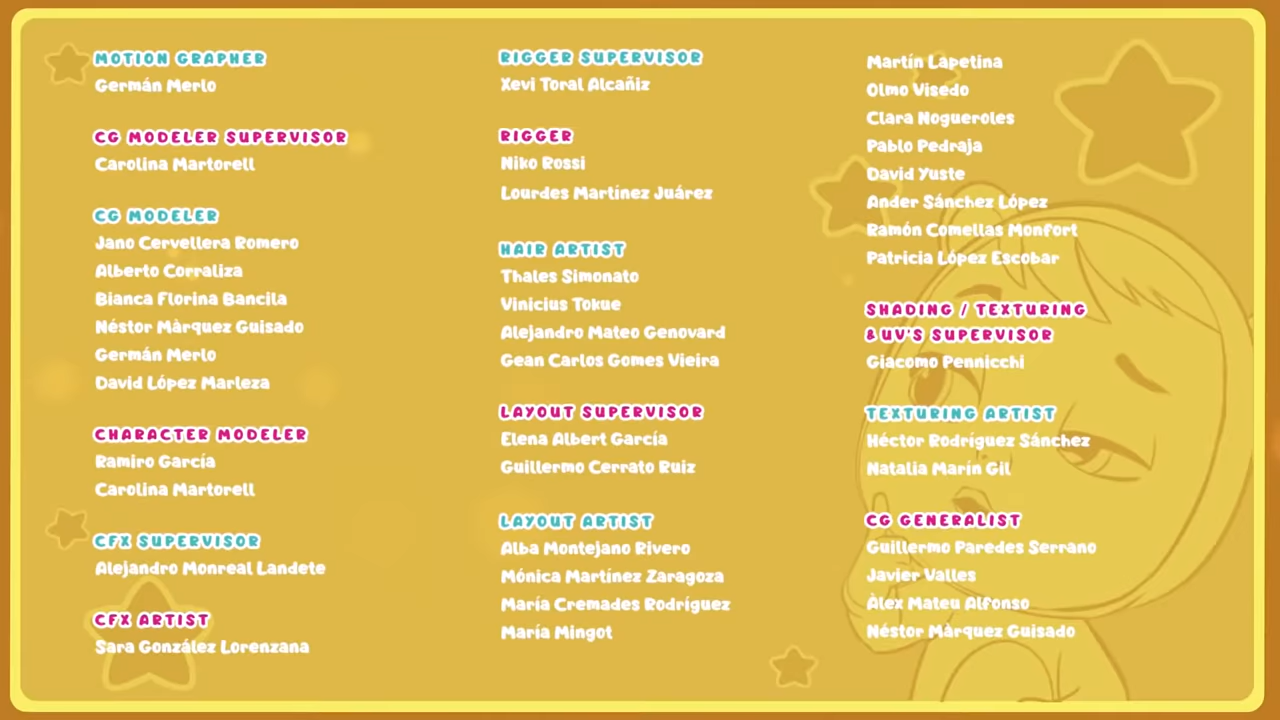 MOTION GRAPHER
Germán Merlo
CG MODELER SUPERVISOR
Carolina Martorell
CG MODELER
Jano Cervellera Romero
Alberto Corraliza
Bianca Florina Bancila
Néstor Màrquez Guisado
Germán Merlo
David López Marleza
CHARACTER MODELER
Ramiro García
Carolina Martorell
CFX SUPERVISOR
Alejandro Monreal Landete
CFX ARTIST
Sara González Lorenzana
RIGGER SUPERVISOR
Xevi Toral Alcañiz
RIGGER
Niko Rossi
Lourdes Martínez Juárez
HAIR ARTIST
Thales Simonato
Vinicius Tokue
Alejandro Mateo Genovard
Gean Carlos Gomes Vieira
LAYOUT SUPERVISOR
Elena Albert García
Guillermo Cerrato Ruiz
LAYOUT ARTIST
Alba Montejano Rivero
Mónica Martínez Zaragoza
María Cremades Rodríguez
María Mingot
Martín Lapetina
Olmo Visedo
Clara Nogueroles
Pablo Pedraja
David Yuste
Ander Sánchez López
Ramón Comellas Monfort
Patricia López Escobar
SHADING / TEXTURING
& UV'S SUPERVISOR
Giacomo Pennicchi
TEXTURING ARTIST
Héctor Rodríguez Sánchez
Natalia Marín Gil
CG GENERALIST
Guillermo Paredes Serrano
Javier Valles
Àlex Mateu Alfonso
Néstor Màrquez Guisado